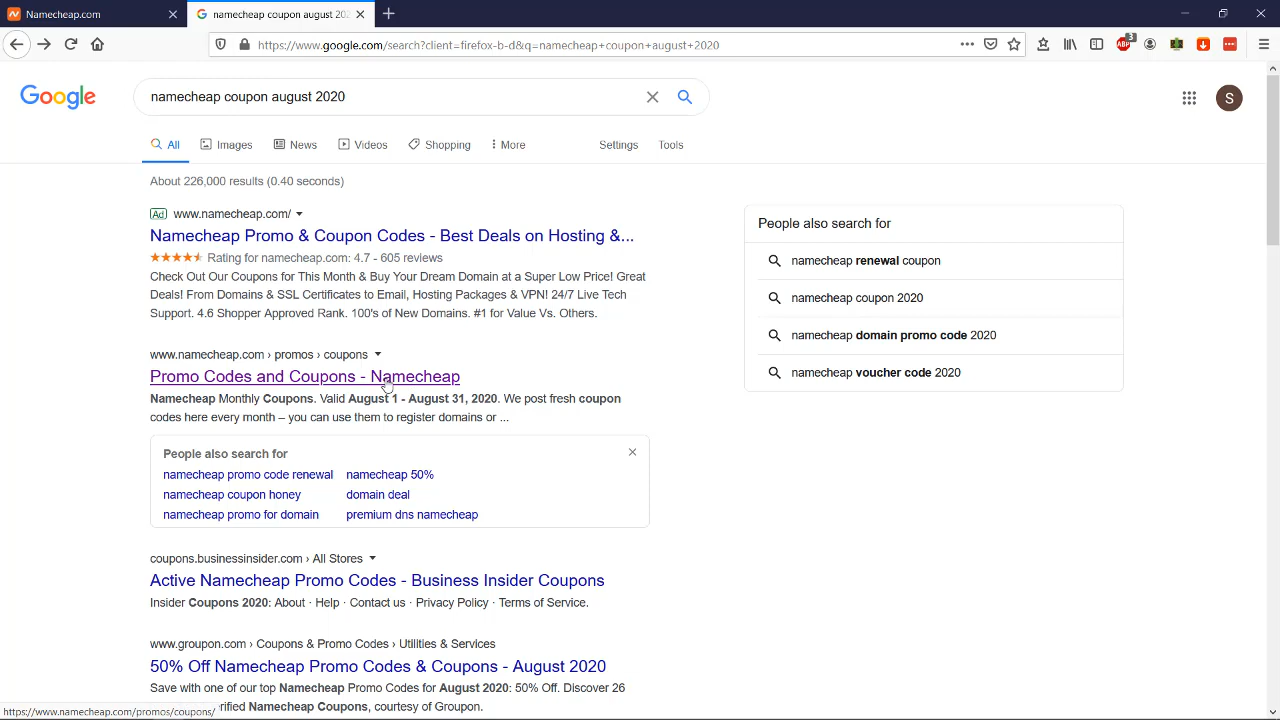 Namecheap.com
namecheap coupon august 2020
https://www.google.com/search?client=firefox-b-d&q=namecheap+coupon+august+2020
ABP
3
Google
namecheap coupon august 2020
S
All
Images
News
Videos
Shopping
More
Settings
Tools
About 226,000 results (0.40 seconds)
Ad www.namecheap.com/
Namecheap Promo & Coupon Codes - Best Deals on Hosting &...
Rating for namecheap.com: 4.7 - 605 reviews
Check Out Our Coupons for This Month & Buy Your Dream Domain at a Super Low Price! Great
Deals! From Domains & SSL Certificates to Email, Hosting Packages & VPN! 24/7 Live Tech
Support. 4.6 Shopper Approved Rank. 100's of New Domains. #1 for Value Vs. Others.
www.namecheap.com › promos › coupons
Promo Codes and Coupons - Namecheap
Namecheap Monthly Coupons. Valid August 1 - August 31, 2020. We post fresh coupon
codes here every month – you can use them to register domains or ...
People also search for
namecheap promo code renewal
namecheap 50%
namecheap coupon honey
domain deal
namecheap promo for domain
premium dns namecheap
coupons.businessinsider.com › All Stores
Active Namecheap Promo Codes - Business Insider Coupons
Insider Coupons 2020: About · Help · Contact us · Privacy Policy · Terms of Service.
www.groupon.com › Coupons & Promo Codes › Utilities & Services
50% Off Namecheap Promo Codes & Coupons - August 2020
Save with one of our top Namecheap Promo Codes for August 2020: 50% Off. Discover 26
rified Namecheap Coupons, courtesy of Groupon.
https://www.namecheap.com/promos/coupons/
People also search for
namecheap renewal coupon
namecheap coupon 2020
namecheap domain promo code 2020
namecheap voucher code 2020